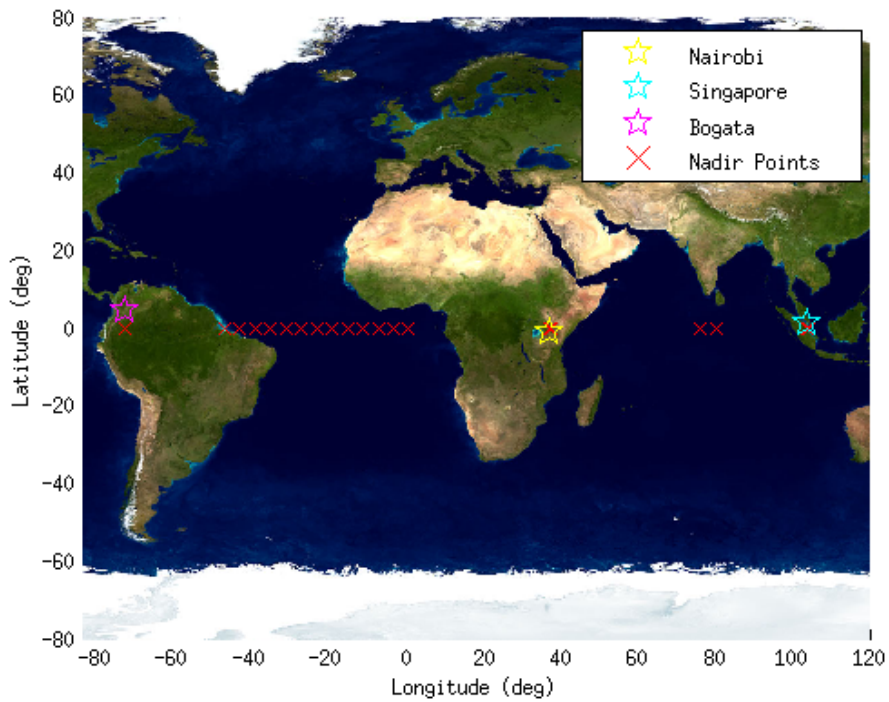 80
60
40
20
0
-20
-40
-60
-80
Latitude (deg)
Nairobi
Singapore
Bogata
Nadir Points
-80 -60 -40 -20 0 20 40 60 80 100 120
Longitude (deg)